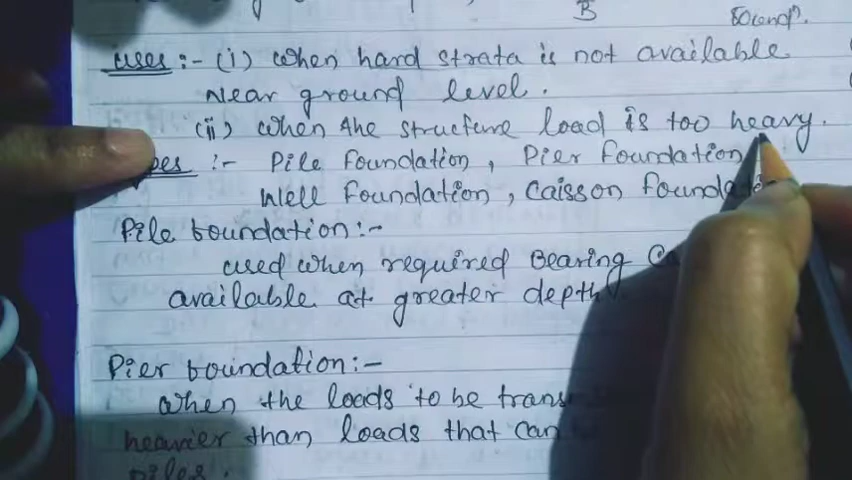 B found".
uses :- (i) when hard strata is not available
Near ground level.
(ii) when the structure load is too heavy.
:- Pile foundation, Pier foundation
Well foundation, Caisson
Pile foundation :-
used when required Bearing
available at greater depth
Pier foundation :-
when the loads to be
heavier than loads that can
piles.